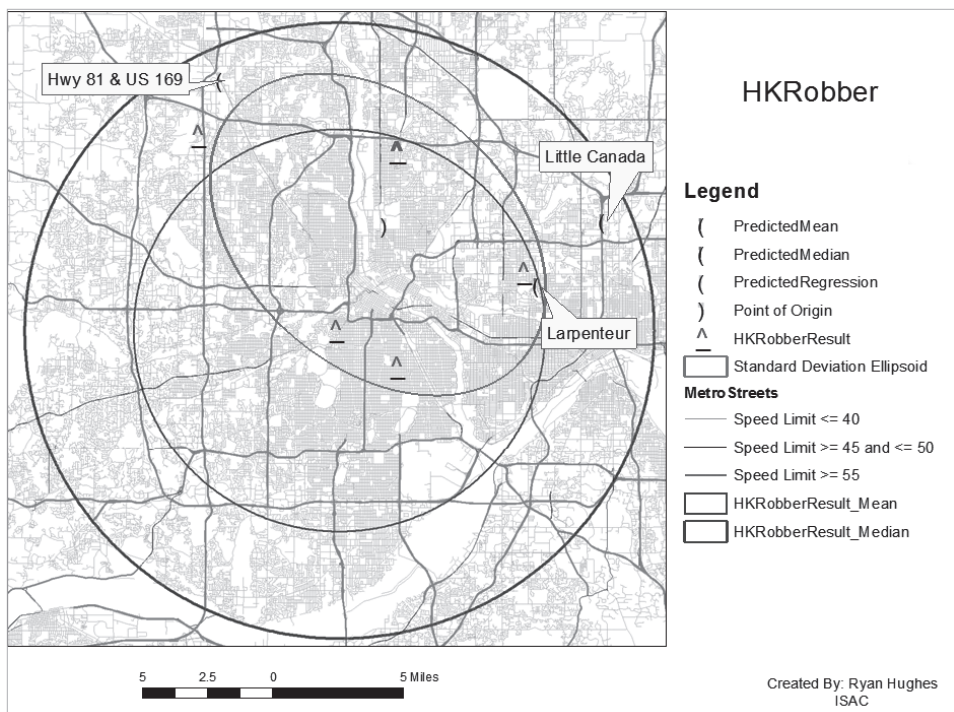 HKRobber
Hwy 81 & US 169
Little Canada
Larpenteur
Legend
PredictedMean
PredictedMedian
PredictedRegression
Point of Origin
HKRobberResult
Standard Deviation Ellipsoid
Metro Streets
Speed Limit <= 40
Speed Limit >= 45 and <= 50
Speed Limit >= 55
HKRobberResult_Mean
HKRobberResult_Median
5 2.5 0 5 Miles
Created By: Ryan Hughes
ISAC